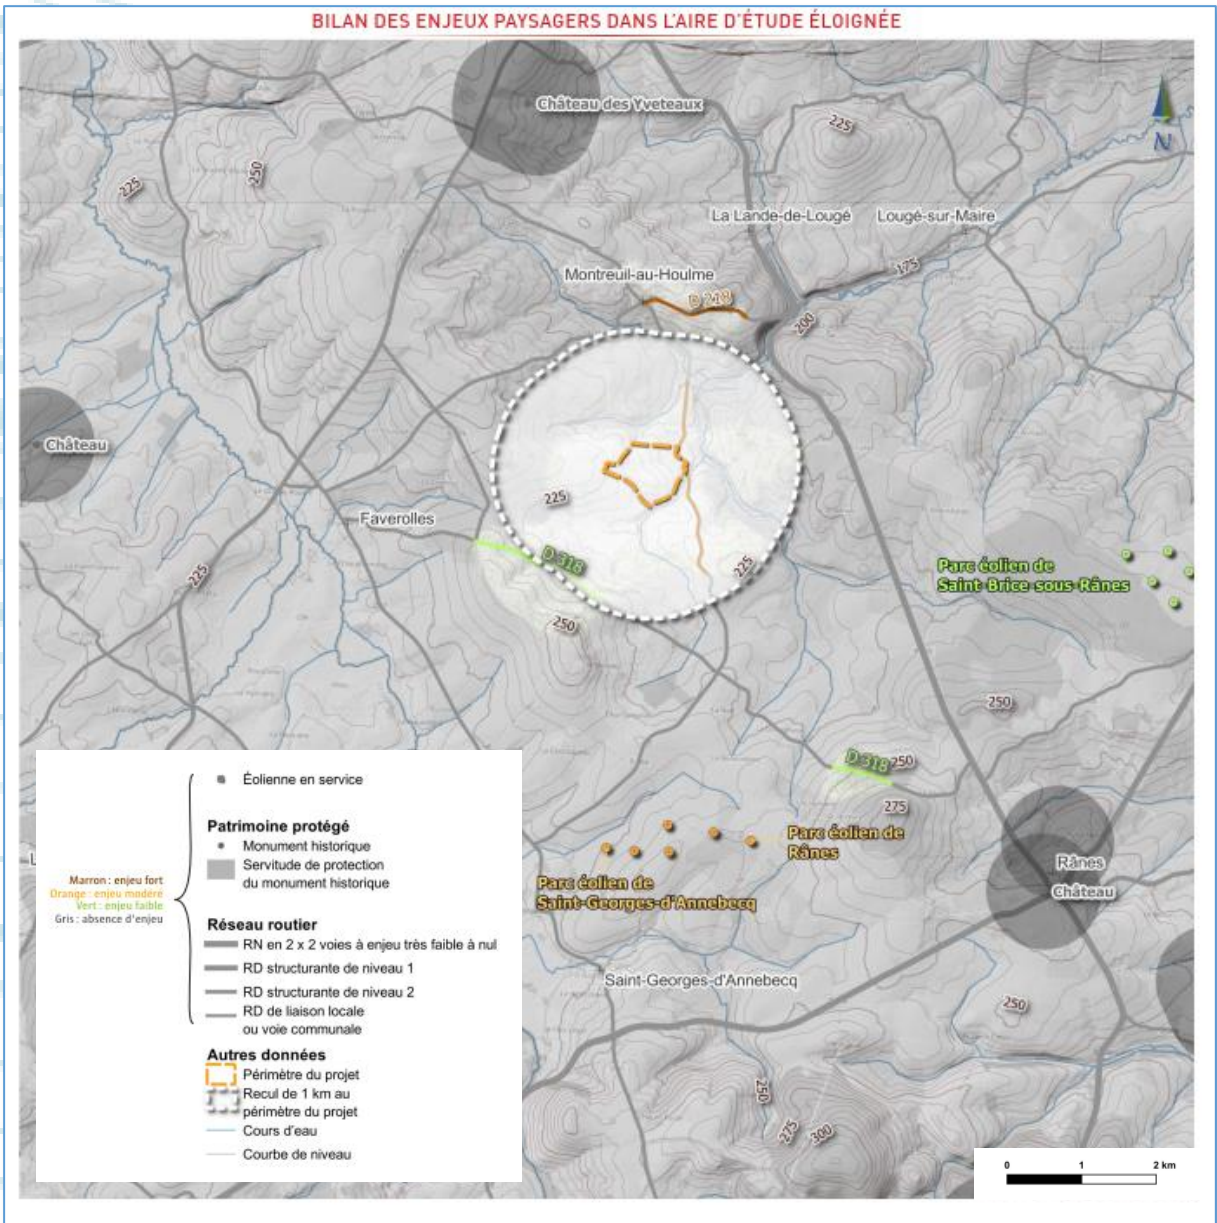 BILAN DES ENJEUX PAYSAGERS DANS L'AIRE D'ÉTUDE ÉLOIGNÉE
Château des Yveteaux
225
N
250
225
La Lande-de-Lougé
Lougé-sur-Maire
175
Montreuil-au-Houlme
D 218
200
Château
225
Faverolles
D 318
225
225
Parc éolien de
Saint Brice-sous-Rânes
250
250
D 318
250
275
Parc éolien de
Rânes
Rânes
Château
Parc éolien de
Saint-Georges-d'Annebecq
Saint-Georges-d'Annebecq
250
250
275
300
L
Éolienne en service
Patrimoine protégé
Monument historique
Servitude de protection
du monument historique
Marron : enjeu fort
Orange : enjeu modéré
Vert : enjeu faible
Gris : absence d'enjeu
Réseau routier
RN en 2 x 2 voies à enjeu très faible à nul
RD structurante de niveau 1
RD structurante de niveau 2
RD de liaison locale
ou voie communale
Autres données
Périmètre du projet
Recul de 1 km au
périmètre du projet
Cours d'eau
Courbe de niveau
0 1 2 km